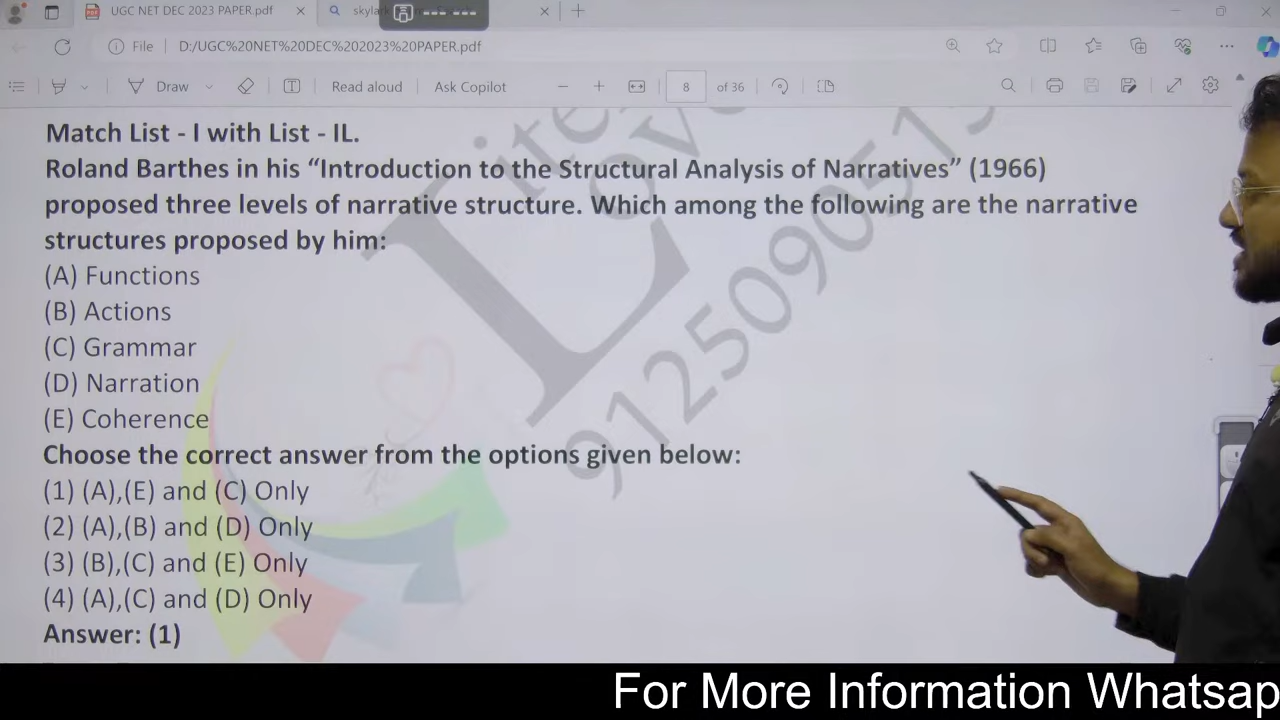 UGC NET DEC 2023 PAPER.pdf
File D:/UGC%20NET%20DEC%202023%20PAPER.pdf
Draw Read aloud Ask Copilot 8 of 36
Match List - I with List - IL.
Roland Barthes in his “Introduction to the Structural Analysis of Narratives” (1966)
proposed three levels of narrative structure. Which among the following are the narrative
structures proposed by him:
(A) Functions
(B) Actions
(C) Grammar
(D) Narration
(E) Coherence
Choose the correct answer from the options given below:
(1) (A),(E) and (C) Only
(2) (A),(B) and (D) Only
(3) (B),(C) and (E) Only
(4) (A),(C) and (D) Only
Answer: (1)
For More Information Whatsap